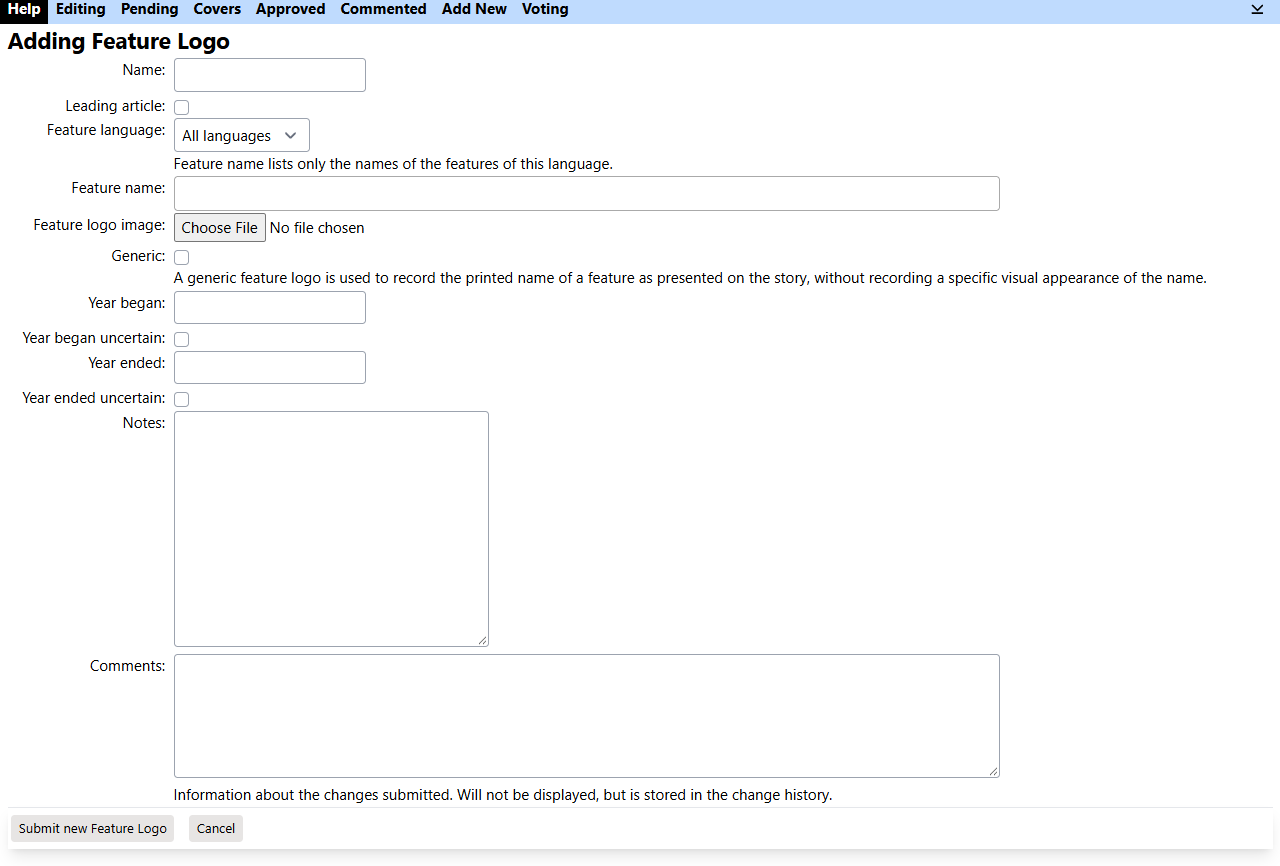 Help Editing Pending Covers Approved Commented Add New Voting
Adding Feature Logo
Name:
Leading article:
Feature language: All languages
Feature name lists only the names of the features of this language.
Feature name:
Feature logo image: Choose File No file chosen
Generic:
A generic feature logo is used to record the printed name of a feature as presented on the story, without recording a specific visual appearance of the name.
Year began:
Year began uncertain:
Year ended:
Year ended uncertain:
Notes:
Comments:
Information about the changes submitted. Will not be displayed, but is stored in the change history.
Submit new Feature Logo Cancel